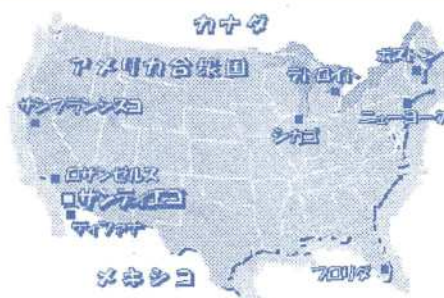 カナダ
アメリカ合衆国
デトロイト
ボストン
サンフランシスコ
シカゴ
ニューヨーク
ロサンゼルス
サンディエゴ
ティファナ
メキシコ
フロリダ